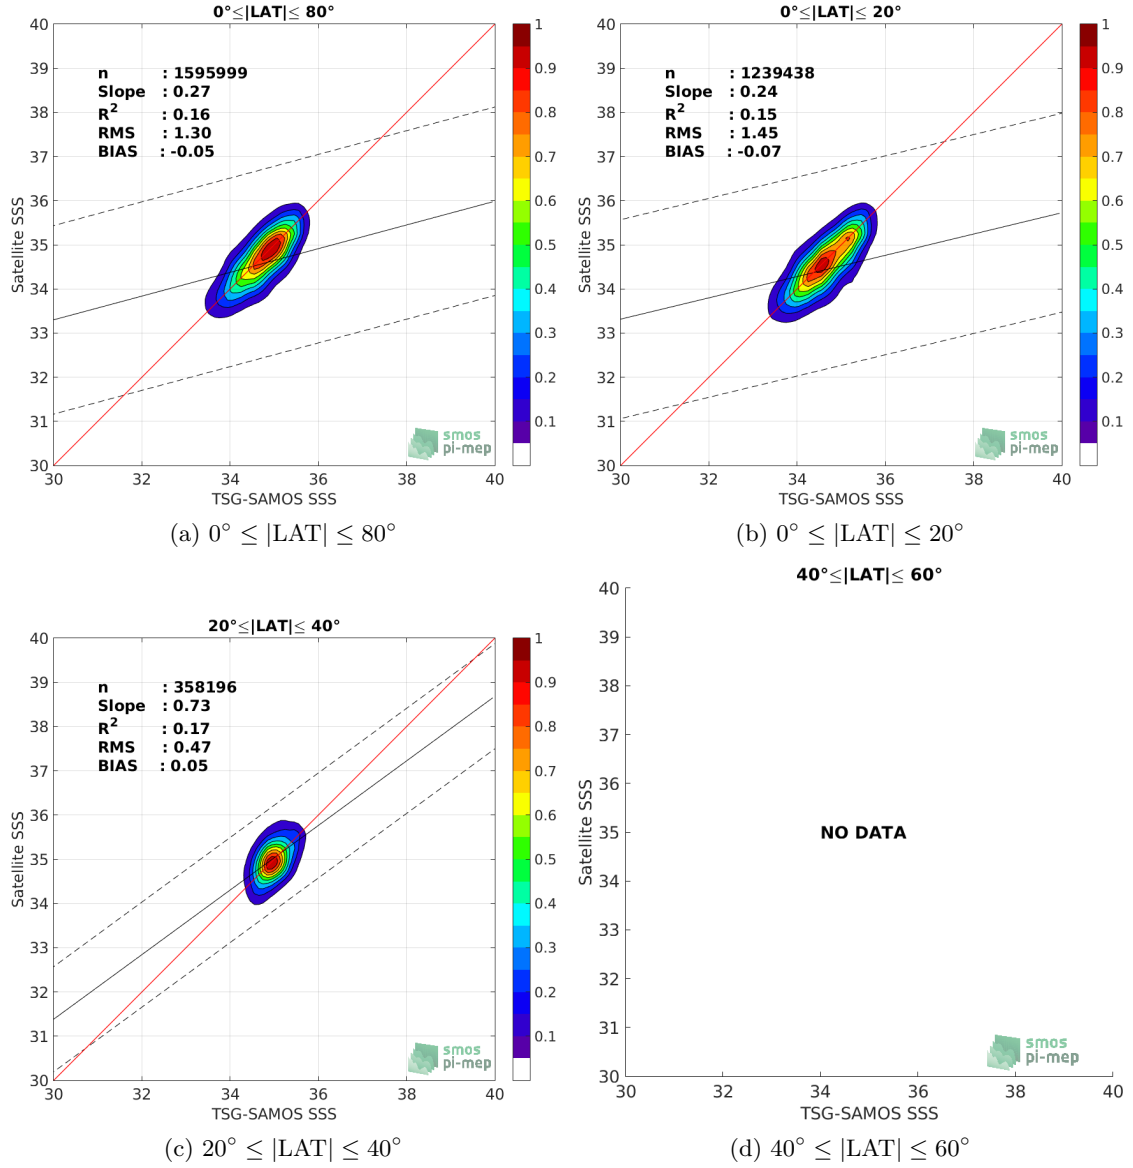 0°≤|LAT|≤ 80°
40
39
38
37
36
35
34
33
32
31
30
Satellite SSS
n : 1595999
Slope : 0.27
R² : 0.16
RMS : 1.30
BIAS : -0.05
smos
pi-mep
30 32 34 36 38 40
TSG-SAMOS SSS
1
0.9
0.8
0.7
0.6
0.5
0.4
0.3
0.2
0.1
(a) 0° ≤ |LAT| ≤ 80°
0°≤|LAT|≤ 20°
40
39
38
37
36
35
34
33
32
31
30
Satellite SSS
n : 1239438
Slope : 0.24
R² : 0.15
RMS : 1.45
BIAS : -0.07
smos
pi-mep
30 32 34 36 38 40
TSG-SAMOS SSS
1
0.9
0.8
0.7
0.6
0.5
0.4
0.3
0.2
0.1
(b) 0° ≤ |LAT| ≤ 20°
20°≤|LAT|≤ 40°
40
39
38
37
36
35
34
33
32
31
30
Satellite SSS
n : 358196
Slope : 0.73
R² : 0.17
RMS : 0.47
BIAS : 0.05
smos
pi-mep
30 32 34 36 38 40
TSG-SAMOS SSS
1
0.9
0.8
0.7
0.6
0.5
0.4
0.3
0.2
0.1
(c) 20° ≤ |LAT| ≤ 40°
40°≤|LAT|≤ 60°
40
39
38
37
36
35
34
33
32
31
30
Satellite SSS
NO DATA
smos
pi-mep
30 32 34 36 38 40
TSG-SAMOS SSS
(d) 40° ≤ |LAT| ≤ 60°